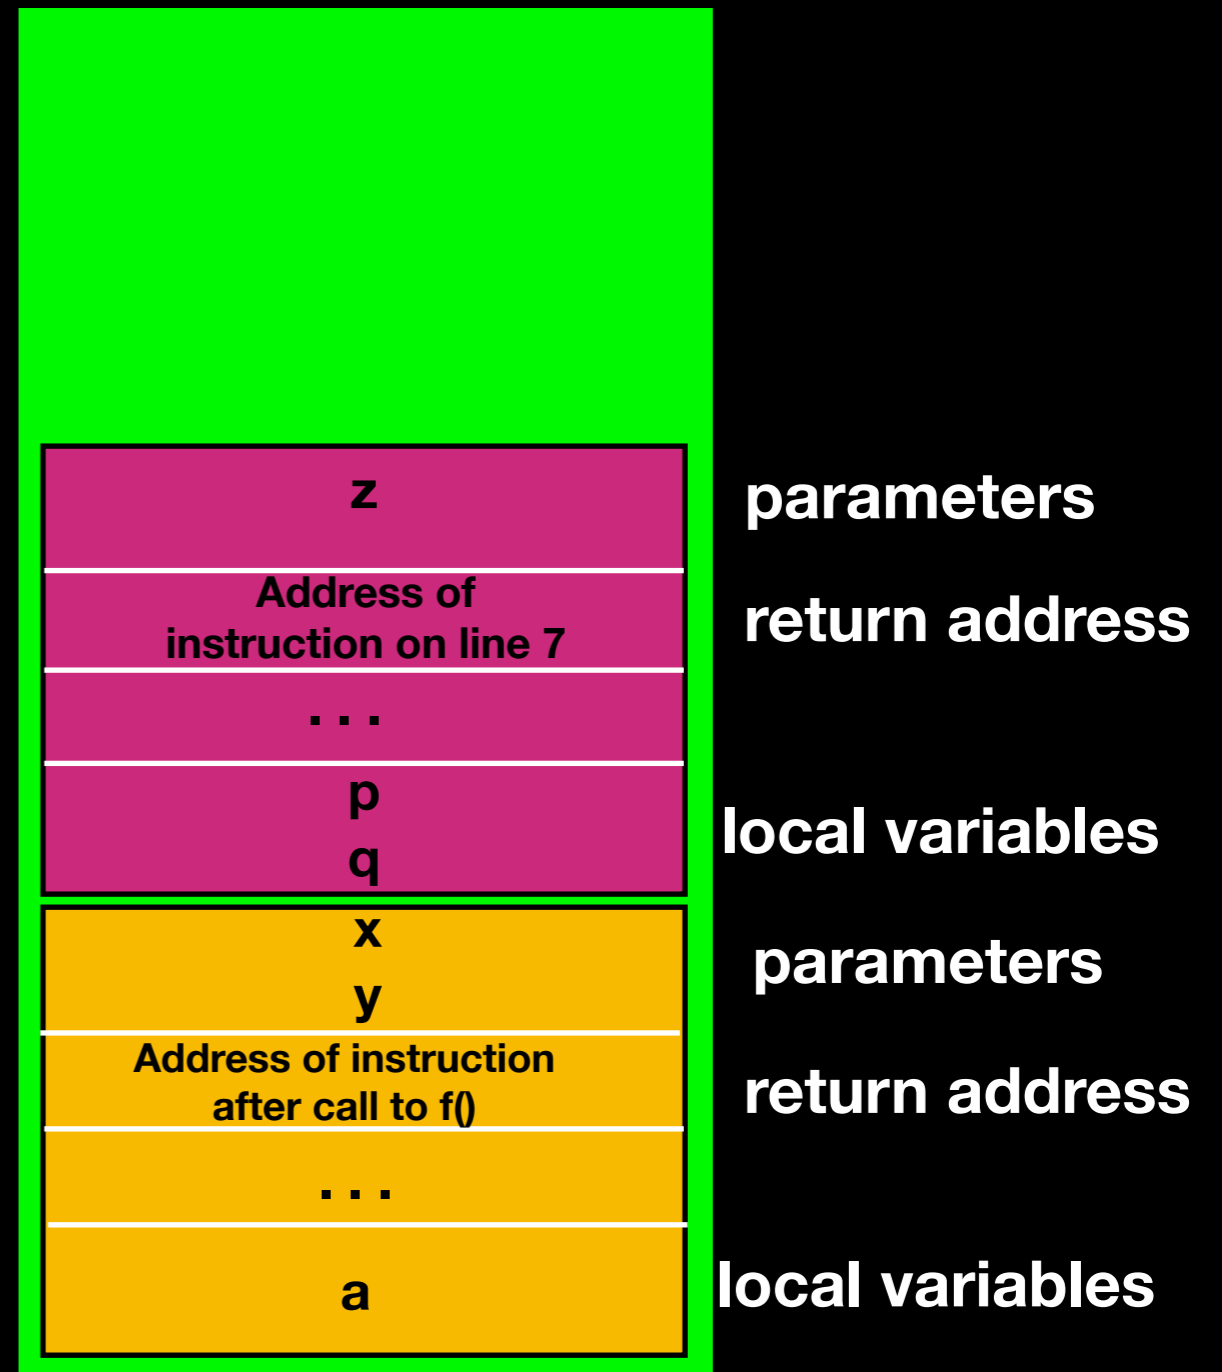 z
parameters
Address of
instruction on line 7
return address
. . .
p
q
local variables
x
y
parameters
Address of instruction
after call to f()
return address
. . .
a
local variables